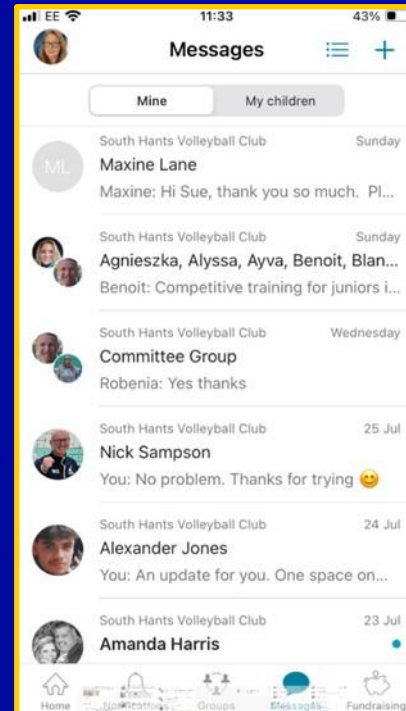 EE 11:33 43%
Messages
Mine My children
South Hants Volleyball Club Sunday
ML Maxine Lane
Maxine: Hi Sue, thank you so much. Pl...
South Hants Volleyball Club Sunday
Agnieszka, Alyssa, Ayva, Benoit, Blan...
Benoit: Competitive training for juniors i...
South Hants Volleyball Club Wednesday
Committee Group
Robenia: Yes thanks
South Hants Volleyball Club 25 Jul
Nick Sampson
You: No problem. Thanks for trying 😊
South Hants Volleyball Club 24 Jul
Alexander Jones
You: An update for you. One space on...
South Hants Volleyball Club 23 Jul
Amanda Harris
Home Notifications Groups Messages Fundraising